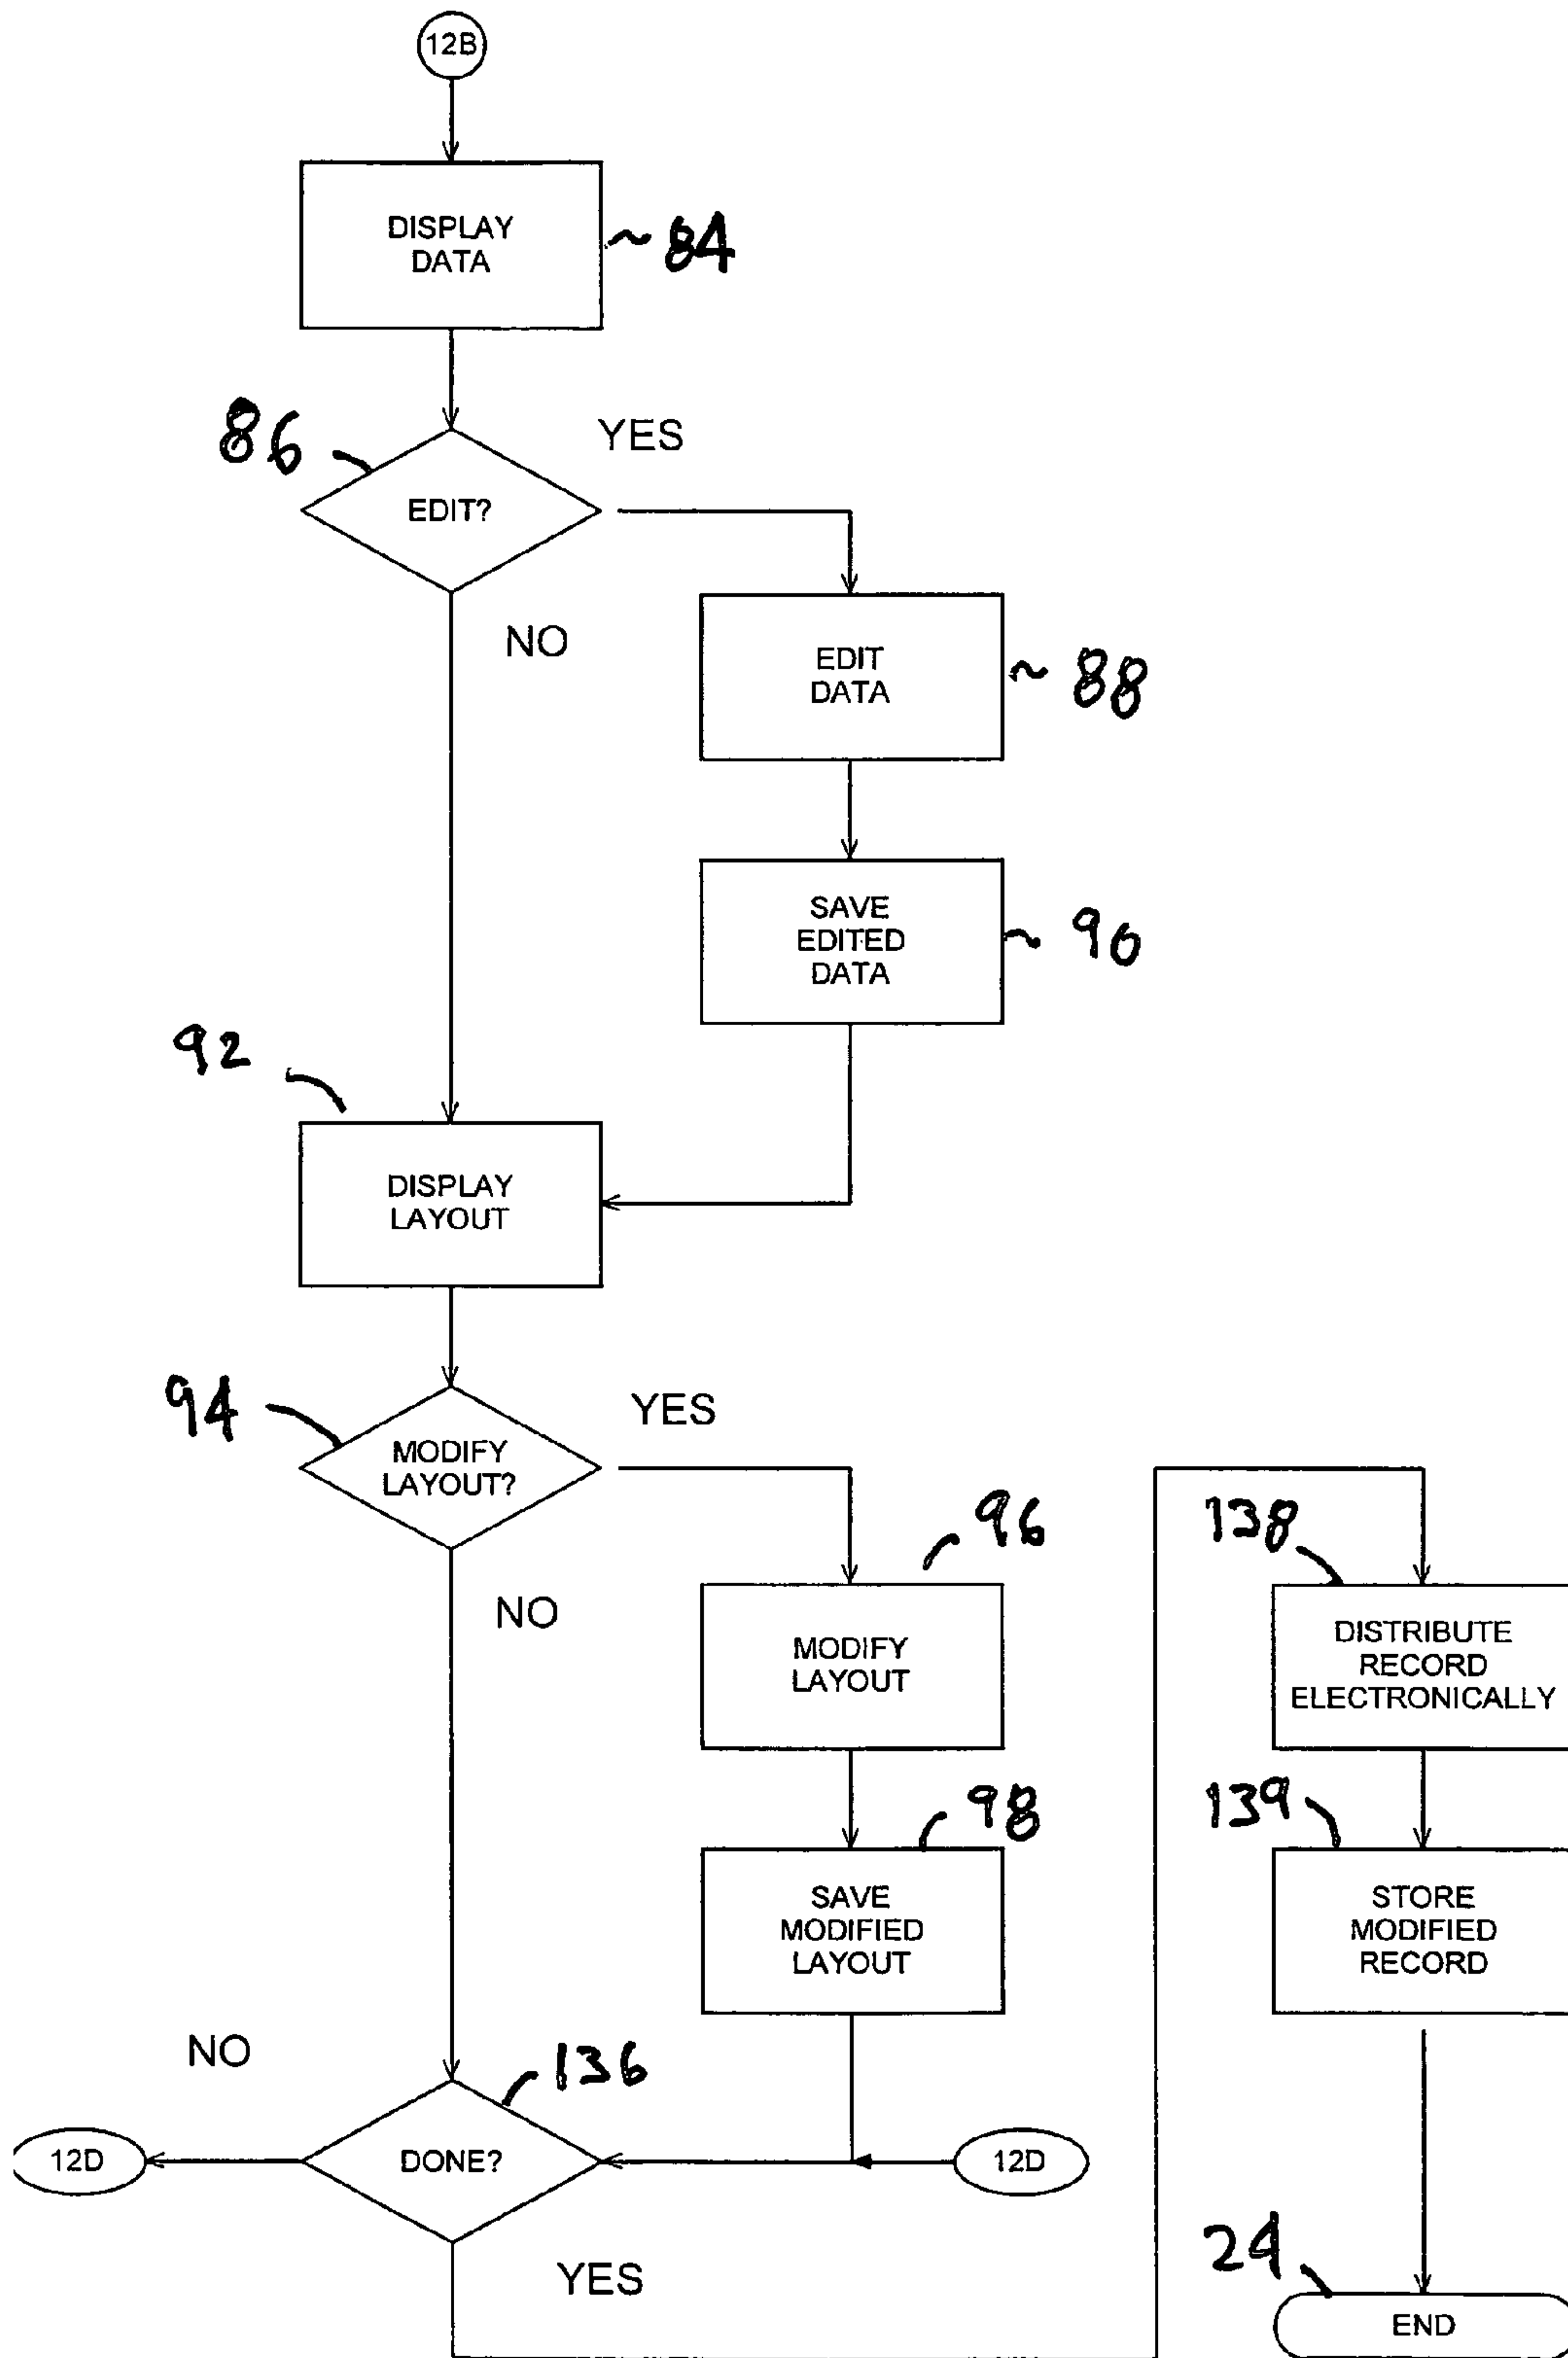 12B
DISPLAY
DATA
~ 84
86
YES
EDIT?
NO
EDIT
DATA
~ 88
SAVE
EDITED
DATA
~ 90
92
DISPLAY
LAYOUT
94
YES
MODIFY
LAYOUT?
NO
96
MODIFY
LAYOUT
98
SAVE
MODIFIED
LAYOUT
NO
136
12D
DONE?
12D
YES
138
DISTRIBUTE
RECORD
ELECTRONICALLY
139
STORE
MODIFIED
RECORD
24
END